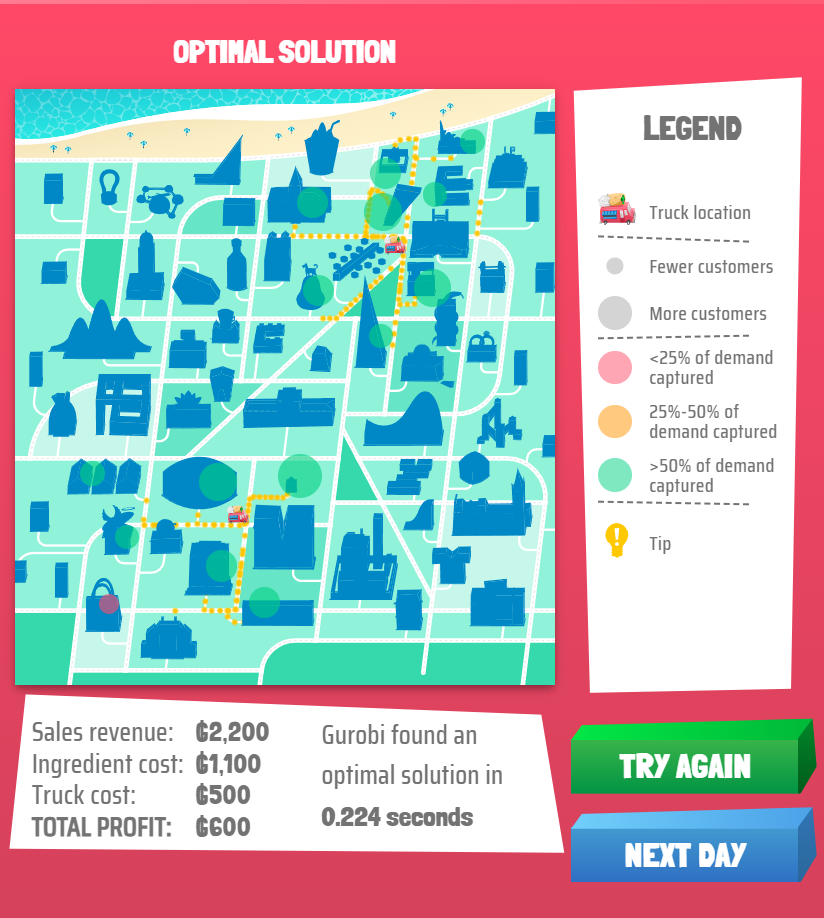 OPTIMAL SOLUTION
LEGEND
Truck location
Fewer customers
More customers
<25% of demand
captured
25%-50% of
demand captured
>50% of demand
captured
Tip
Sales revenue: ₲2,200
Ingredient cost: ₲1,100
Truck cost: ₲500
TOTAL PROFIT: ₲600
Gurobi found an
optimal solution in
0.224 seconds
TRY AGAIN
NEXT DAY